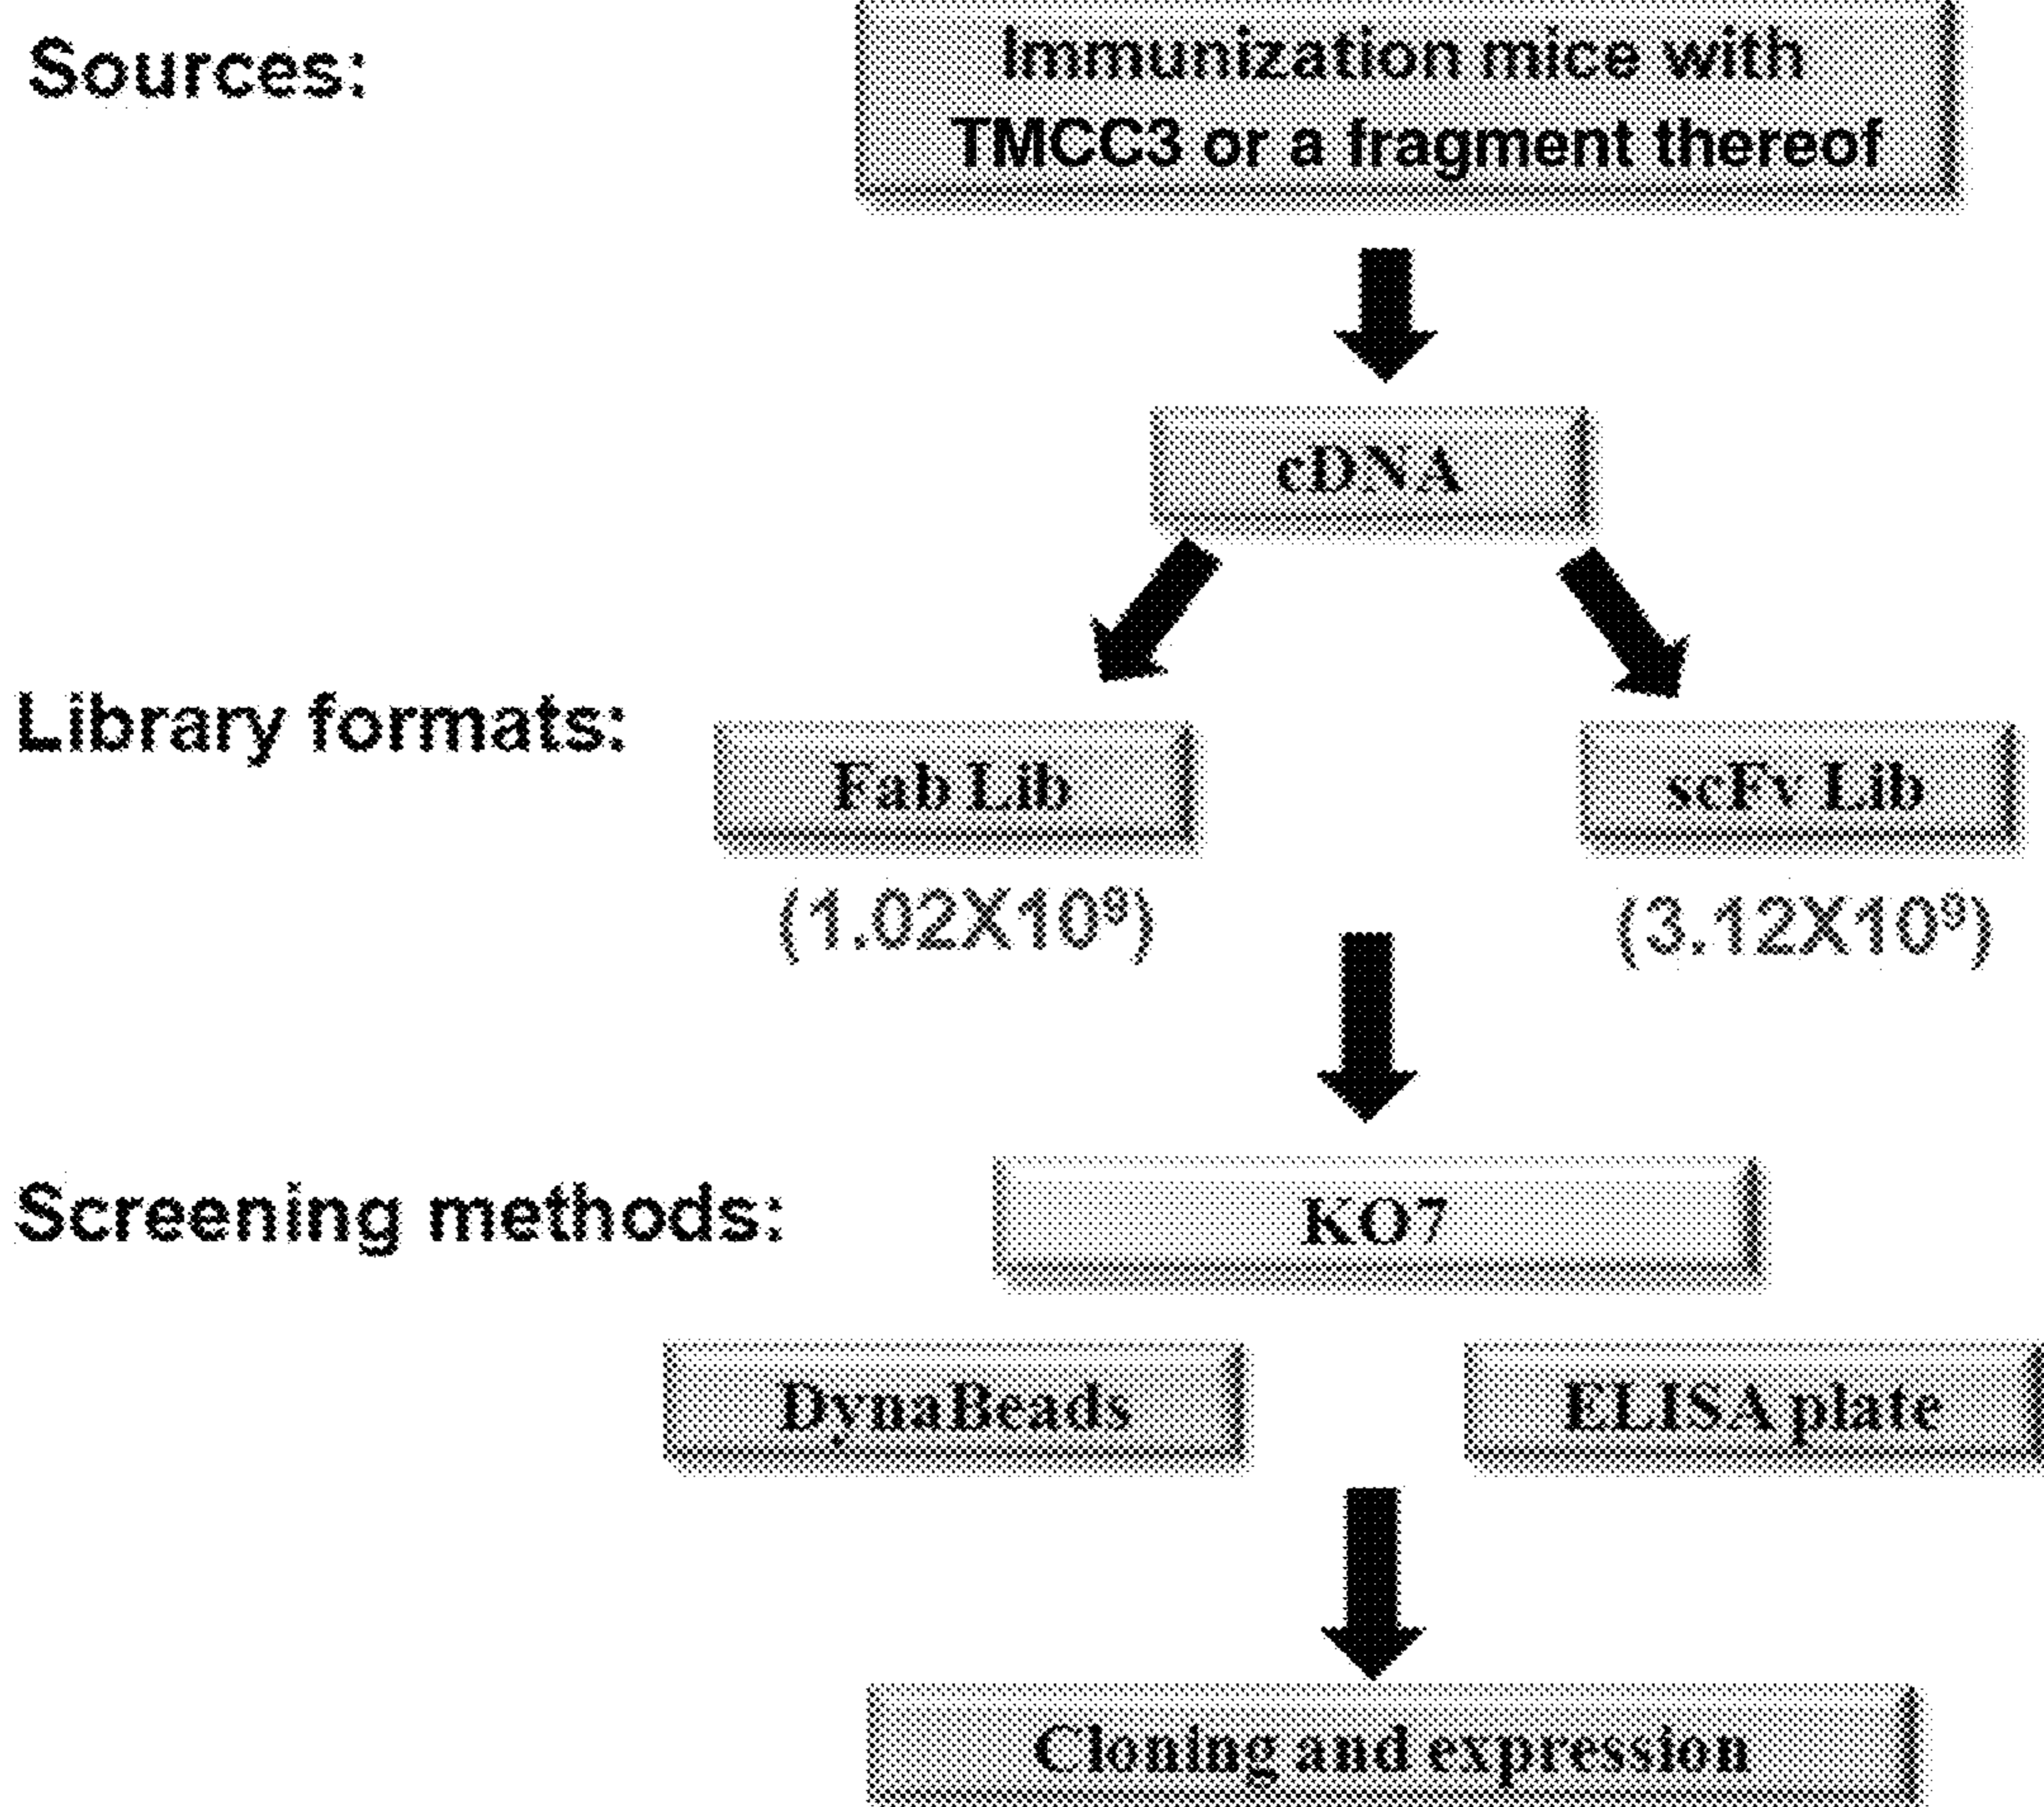 Sources:
Immunization mice with
TMCC3 or a fragment thereof
cDNA
Library formats:
Fab Lib
scFv Lib
(1.02X10⁹)
(3.12X10⁹)
Screening methods:
KO7
DynaBeads
ELISA plate
Cloning and expression